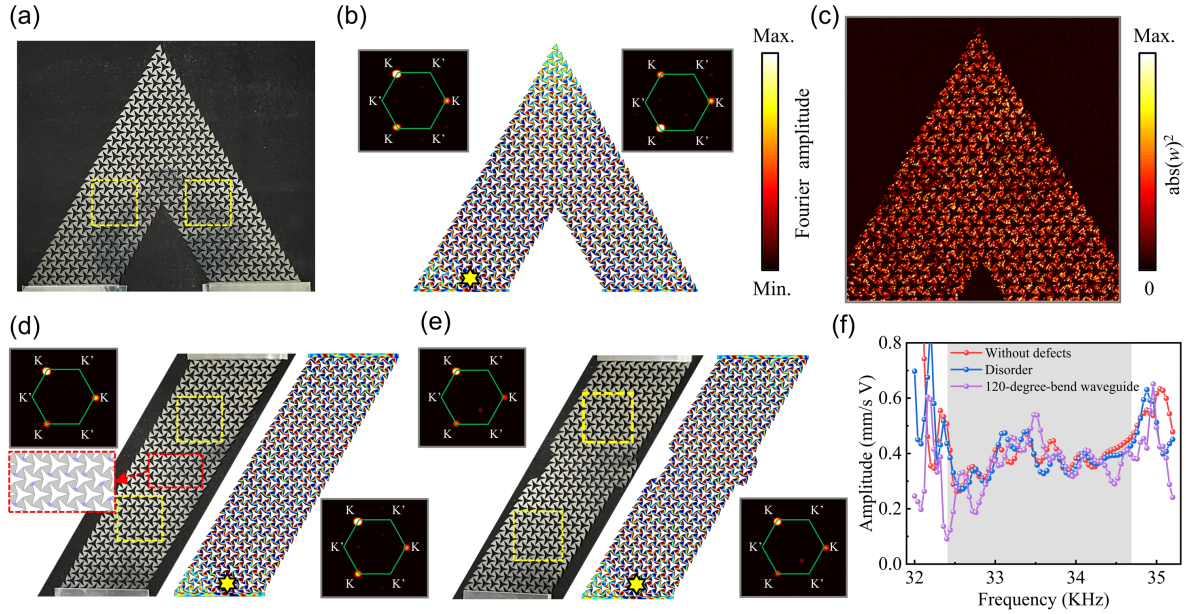 (a)
(b)
K
K'
K'
K
K
K'
K
K'
K'
K
K
K'
Max.
Fourier amplitude
Min.
(c)
Max.
abs(w)²
0
(d)
K
K'
K'
K
K
K'
K
K'
K'
K
K
K'
(e)
K
K'
K'
K
K
K'
K
K'
K'
K
K
K'
(f)
Without defects
Disorder
120-degree-bend waveguide
Amplitude (mm/s V)
0.8
0.6
0.4
0.2
0.0
32
33
34
35
Frequency (KHz)